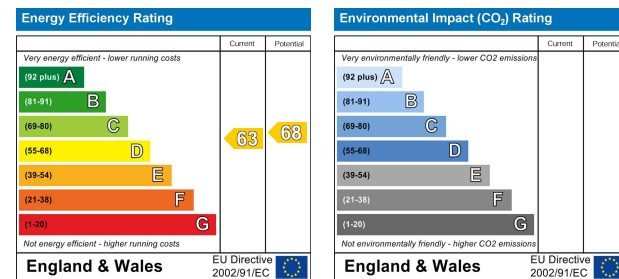 Energy Efficiency Rating
Current Potential
Very energy efficient - lower running costs
(92 plus) A
(81-91) B
(69-80) C
(55-68) D
(39-54) E
(21-38) F
(1-20) G
63 68
Not energy efficient - higher running costs
England & Wales
EU Directive
2002/91/EC
Environmental Impact (CO₂) Rating
Current Potential
Very environmentally friendly - lower CO2 emissions
(92 plus) A
(81-91) B
(69-80) C
(55-68) D
(39-54) E
(21-38) F
(1-20) G
Not environmentally friendly - higher CO2 emissions
England & Wales
EU Directive
2002/91/EC